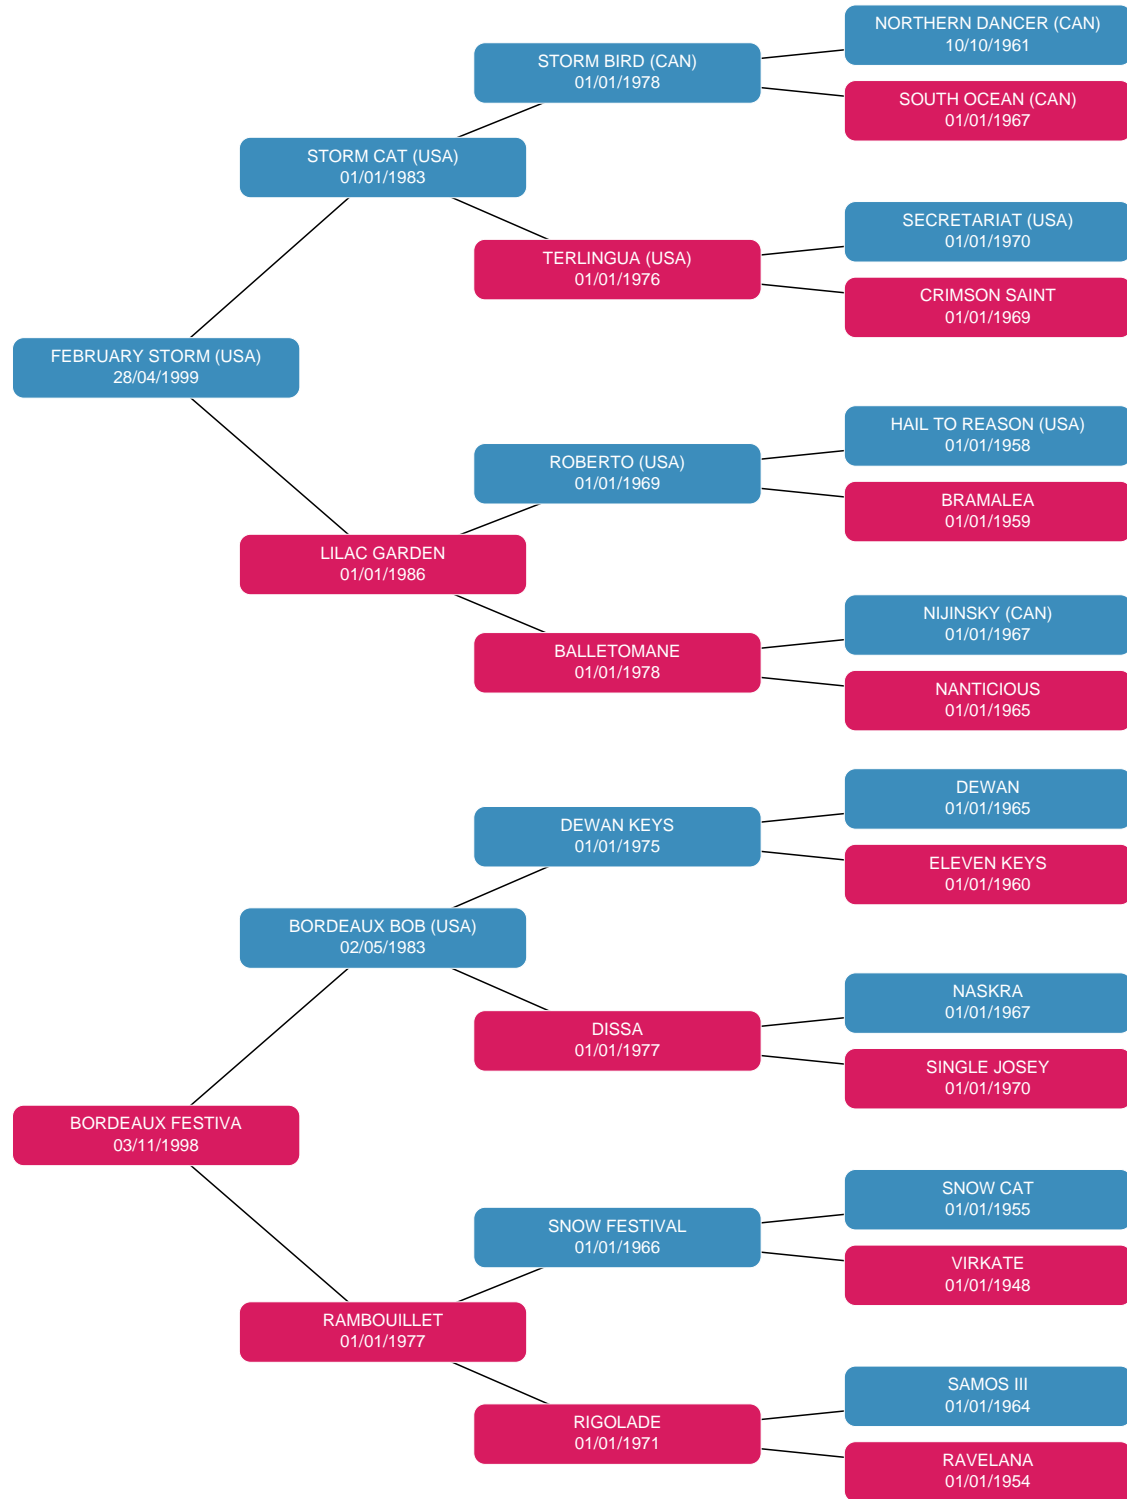 NORTHERN DANCER (CAN)
10/10/1961
STORM BIRD (CAN)
01/01/1978
SOUTH OCEAN (CAN)
01/01/1967
STORM CAT (USA)
01/01/1983
SECRETARIAT (USA)
01/01/1970
TERLINGUA (USA)
01/01/1976
CRIMSON SAINT
01/01/1969
FEBRUARY STORM (USA)
28/04/1999
HAIL TO REASON (USA)
01/01/1958
ROBERTO (USA)
01/01/1969
BRAMALEA
01/01/1959
LILAC GARDEN
01/01/1986
NIJINSKY (CAN)
01/01/1967
BALLETOMANE
01/01/1978
NANTICIOUS
01/01/1965
DEWAN
01/01/1965
DEWAN KEYS
01/01/1975
ELEVEN KEYS
01/01/1960
BORDEAUX BOB (USA)
02/05/1983
NASKRA
01/01/1967
DISSA
01/01/1977
SINGLE JOSEY
01/01/1970
BORDEAUX FESTIVA
03/11/1998
SNOW CAT
01/01/1955
SNOW FESTIVAL
01/01/1966
VIRKATE
01/01/1948
RAMBOUILLET
01/01/1977
SAMOS III
01/01/1964
RIGOLADE
01/01/1971
RAVELANA
01/01/1954